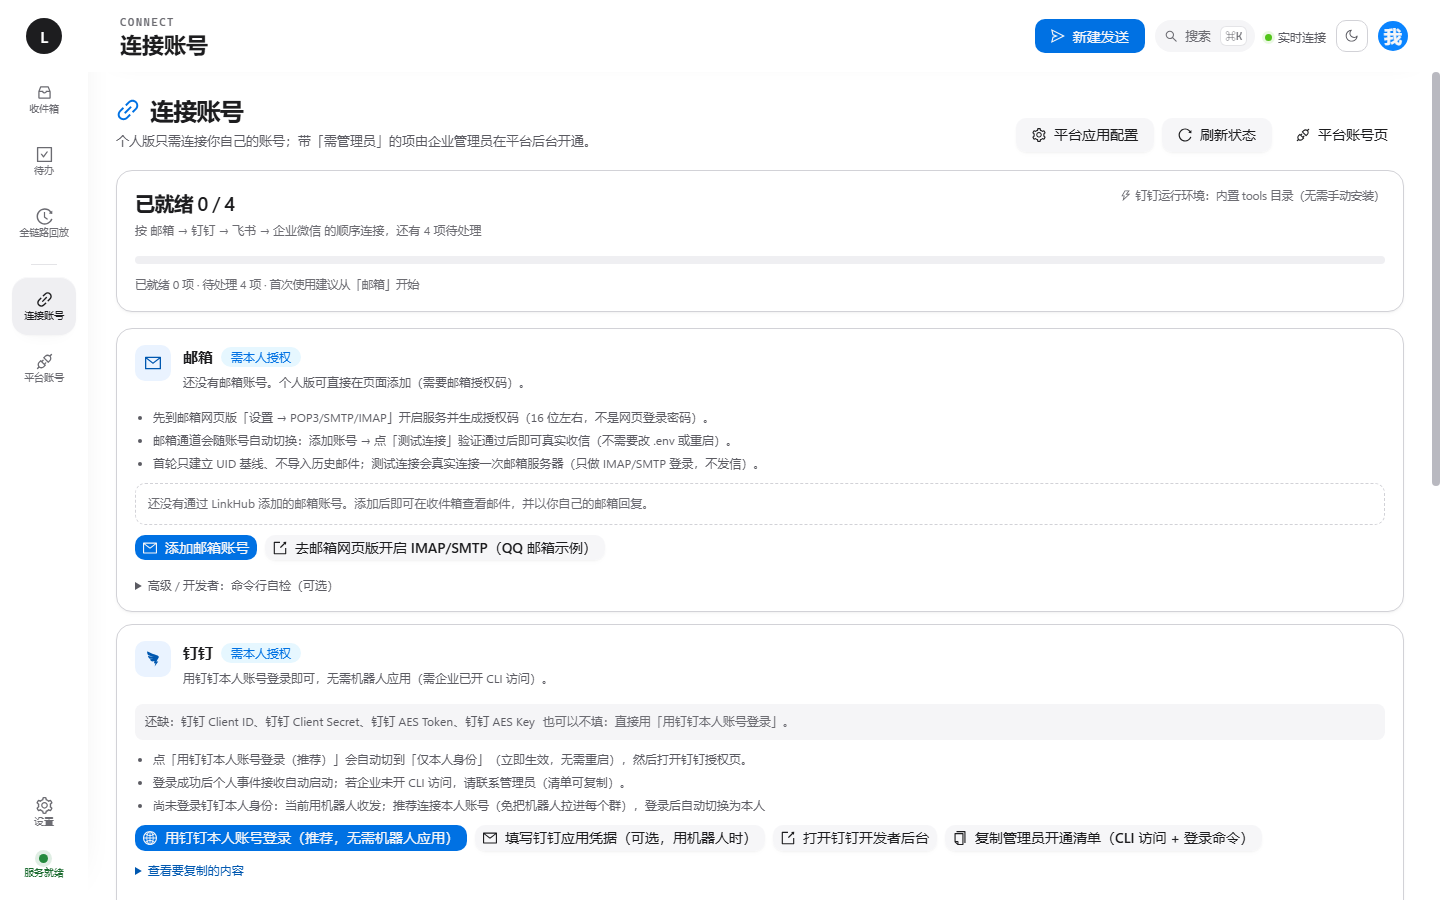 L
CONNECT
连接账号
新建发送
搜索 ⌘K
实时连接
我
收件箱
待办
全链路回放
连接账号
平台账号
设置
服务就绪
连接账号
个人版只需连接你自己的账号；带「需管理员」的项由企业管理员在平台后台开通。
平台应用配置
刷新状态
平台账号页
已就绪 0 / 4
钉钉运行环境：内置 tools 目录（无需手动安装）
按 邮箱 → 钉钉 → 飞书 → 企业微信 的顺序连接，还有 4 项待处理
已就绪 0 项 · 待处理 4 项 · 首次使用建议从「邮箱」开始
邮箱 需本人授权
还没有邮箱账号。个人版可直接在页面添加（需要邮箱授权码）。
• 先到邮箱网页版「设置 → POP3/SMTP/IMAP」开启服务并生成授权码（16 位左右，不是网页登录密码）。
• 邮箱通道会随账号自动切换：添加账号 → 点「测试连接」验证通过后即可真实收信（不需要改 .env 或重启）。
• 首轮只建立 UID 基线、不导入历史邮件；测试连接会真实连接一次邮箱服务器（只做 IMAP/SMTP 登录，不发信）。
还没有通过 LinkHub 添加的邮箱账号。添加后即可在收件箱查看邮件，并以你自己的邮箱回复。
添加邮箱账号
去邮箱网页版开启 IMAP/SMTP（QQ 邮箱示例）
▶ 高级 / 开发者：命令行自检（可选）
钉钉 需本人授权
用钉钉本人账号登录即可，无需机器人应用（需企业已开 CLI 访问）。
还缺：钉钉 Client ID、钉钉 Client Secret、钉钉 AES Token、钉钉 AES Key 也可以不填：直接用「用钉钉本人账号登录」。
• 点「用钉钉本人账号登录（推荐）」会自动切到「仅本人身份」（立即生效，无需重启），然后打开钉钉授权页。
• 登录成功后个人事件接收自动启动；若企业未开 CLI 访问，请联系管理员（清单可复制）。
• 尚未登录钉钉本人身份：当前用机器人收发；推荐连接本人账号（免把机器人拉进每个群），登录后自动切换为本人
用钉钉本人账号登录（推荐，无需机器人应用）
填写钉钉应用凭据（可选，用机器人时）
打开钉钉开发者后台
复制管理员开通清单（CLI 访问 + 登录命令）
▶ 查看要复制的内容